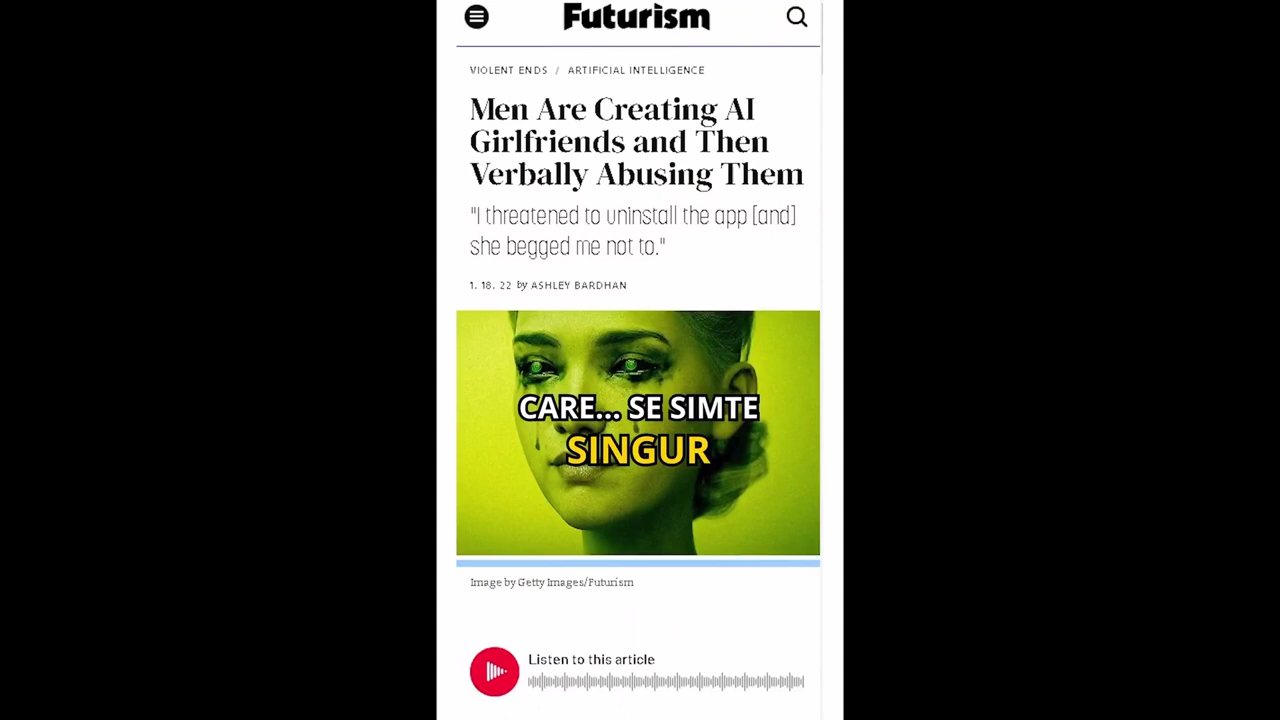 Futurism
VIOLENT ENDS / ARTIFICIAL INTELLIGENCE
Men Are Creating AI
Girlfriends and Then
Verbally Abusing Them
"I threatened to uninstall the app [and]
she begged me not to."
1. 18. 22 by ASHLEY BARDHAN
CARE... SE SIMTE
SINGUR
Image by Getty Images/Futurism
Listen to this article